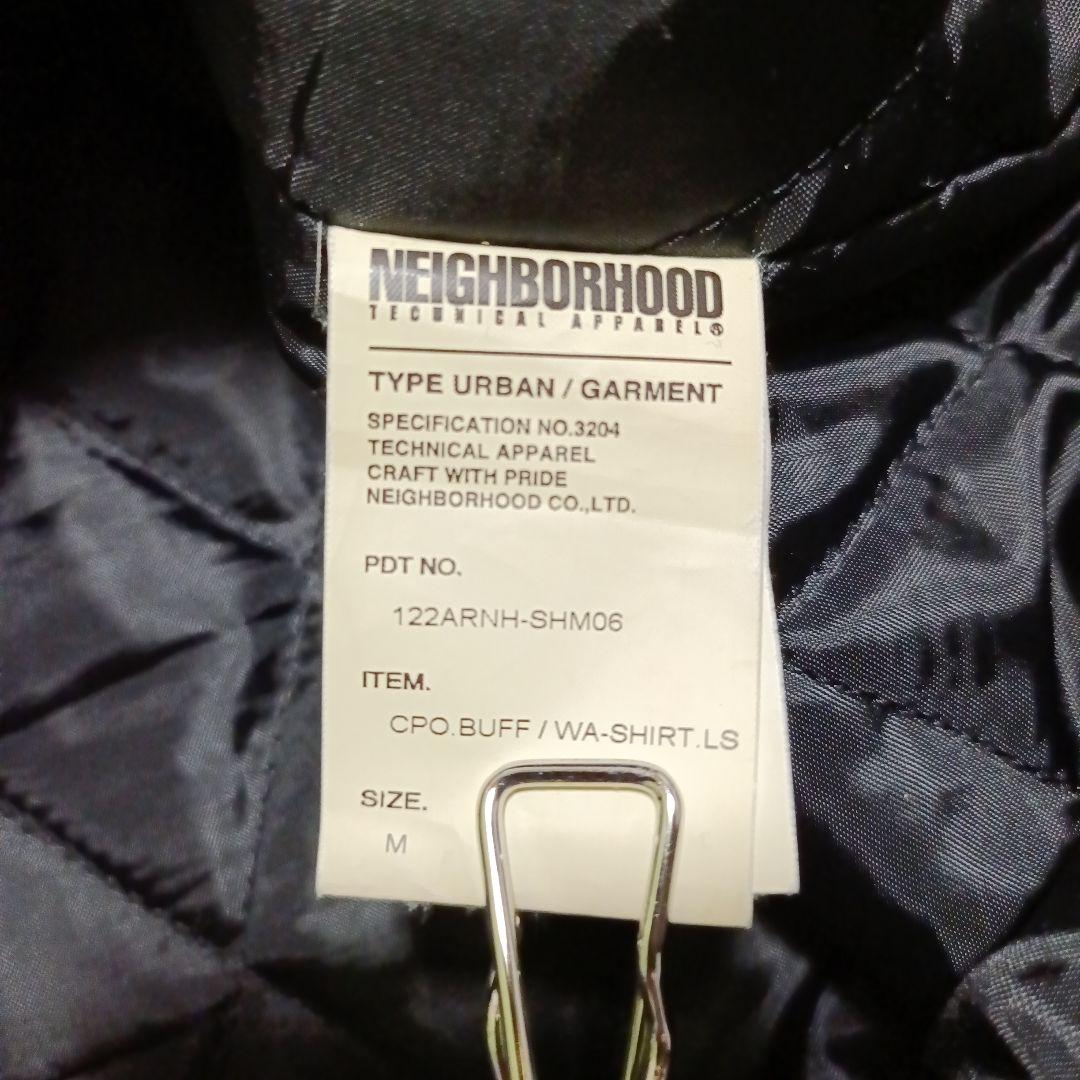 NEIGHBORHOOD
TECHNICAL APPAREL®
TYPE URBAN / GARMENT
SPECIFICATION NO.3204
TECHNICAL APPAREL
CRAFT WITH PRIDE
NEIGHBORHOOD CO.,LTD.
PDT NO.
122ARNH-SHM06
ITEM.
CPO.BUFF / WA-SHIRT.LS
SIZE.
M